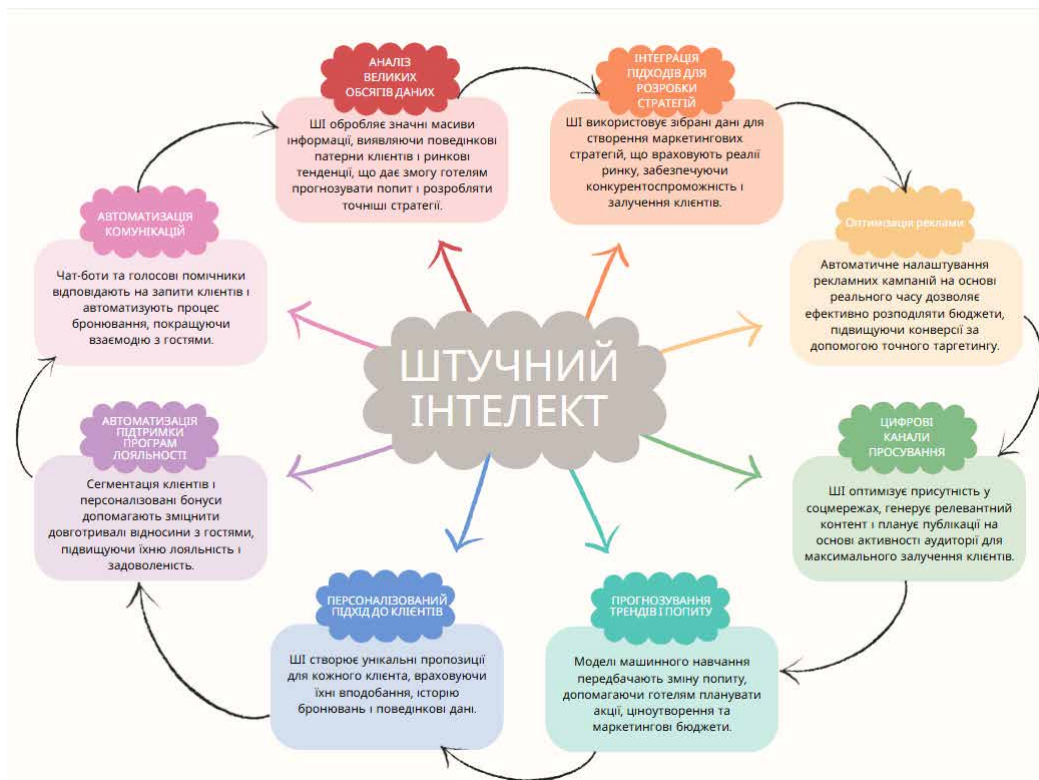 АНАЛІЗ
ВЕЛИКИХ
ОБСЯГІВ ДАНИХ
ШІ обробляє значні масиви
інформації, виявляючи поведінкові
патерни клієнтів і ринкові
тенденції, що дає змогу готелям
прогнозувати попит і розробляти
точніші стратегії.
ІНТЕГРАЦІЯ
ПІДХОДІВ ДЛЯ
РОЗРОБКИ
СТРАТЕГІЙ
ШІ використовує зібрані дані для
створення маркетингових
стратегій, що враховують реалії
ринку, забезпечуючи
конкурентоспроможність і
залучення клієнтів.
Оптимізація реклами
Автоматичне налаштування
рекламних кампаній на основі
реального часу дозволяє
ефективно розподіляти бюджети,
підвищуючи конверсії за
допомогою точного таргетингу.
ЦИФРОВІ
КАНАЛИ
ПРОСУВАННЯ
ШІ оптимізує присутність у
соцмережах, генерує релевантний
контент і планує публікації на
основі активності аудиторії для
максимального залучення клієнтів.
ПРОГНОЗУВАННЯ
ТРЕНДІВ І ПОПИТУ
Моделі машинного навчання
передбачають зміну попиту,
допомагаючи готелям планувати
акції, ціноутворення та
маркетингові бюджети.
ПЕРСОНАЛІЗОВАНИЙ
ПІДХІД ДО КЛІЄНТІВ
ШІ створює унікальні пропозиції
для кожного клієнта, враховуючи
їхні вподобання, історію
бронювань і поведінкові дані.
АВТОМАТИЗАЦІЯ
ПІДТРИМКИ
ПРОГРАМ
ЛОЯЛЬНОСТІ
Сегментація клієнтів і
персоналізовані бонуси
допомагають зміцнити
довготривалі відносини з гостями,
підвищуючи їхню лояльність і
задоволеність.
АВТОМАТИЗАЦІЯ
КОМУНІКАЦІЙ
Чат-боти та голосові помічники
відповідають на запити клієнтів і
автоматизують процес
бронювання, покращуючи
взаємодію з гостями.
ШТУЧНИЙ
ІНТЕЛЕКТ